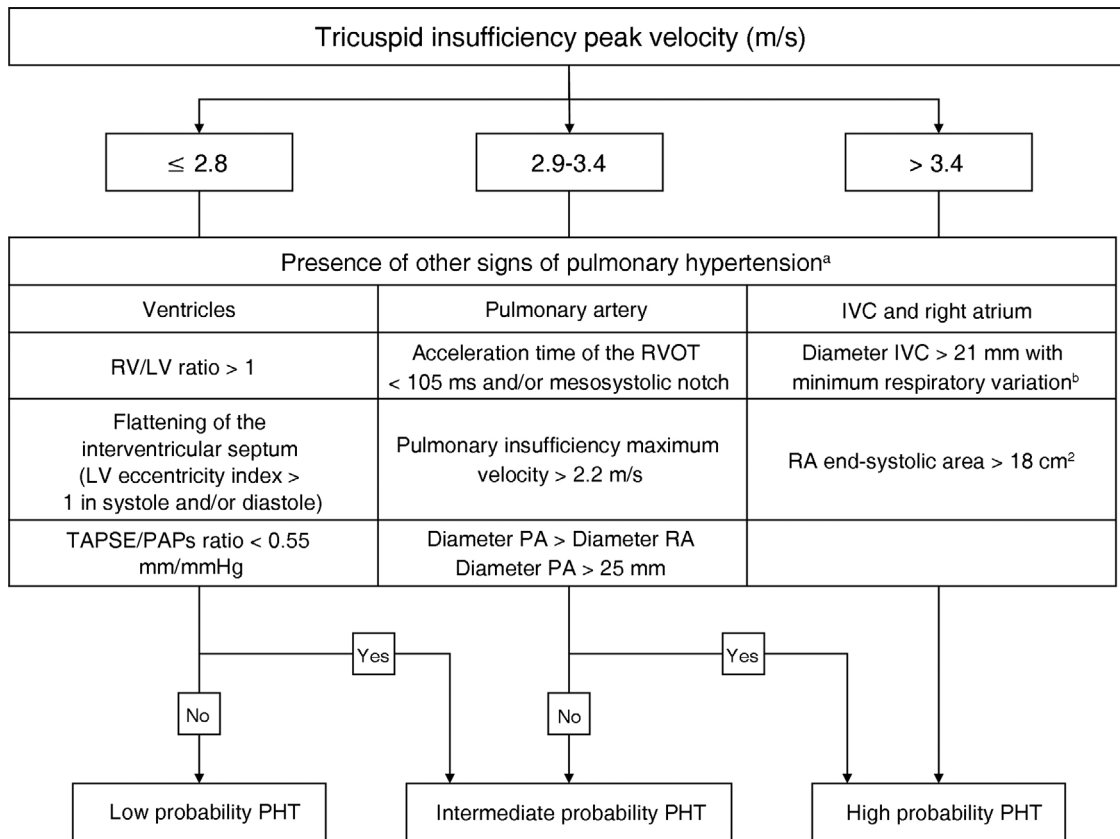 Tricuspid insufficiency peak velocity (m/s)
≤ 2.8
2.9-3.4
> 3.4
Presence of other signs of pulmonary hypertensionᵃ
Ventricles
Pulmonary artery
IVC and right atrium
RV/LV ratio > 1
Acceleration time of the RVOT
< 105 ms and/or mesosystolic notch
Diameter IVC > 21 mm with
minimum respiratory variationᵇ
Flattening of the
interventricular septum
(LV eccentricity index >
1 in systole and/or diastole)
Pulmonary insufficiency maximum
velocity > 2.2 m/s
RA end-systolic area > 18 cm²
TAPSE/PAPs ratio < 0.55
mm/mmHg
Diameter PA > Diameter RA
Diameter PA > 25 mm
Yes
Yes
No
No
Low probability PHT
Intermediate probability PHT
High probability PHT